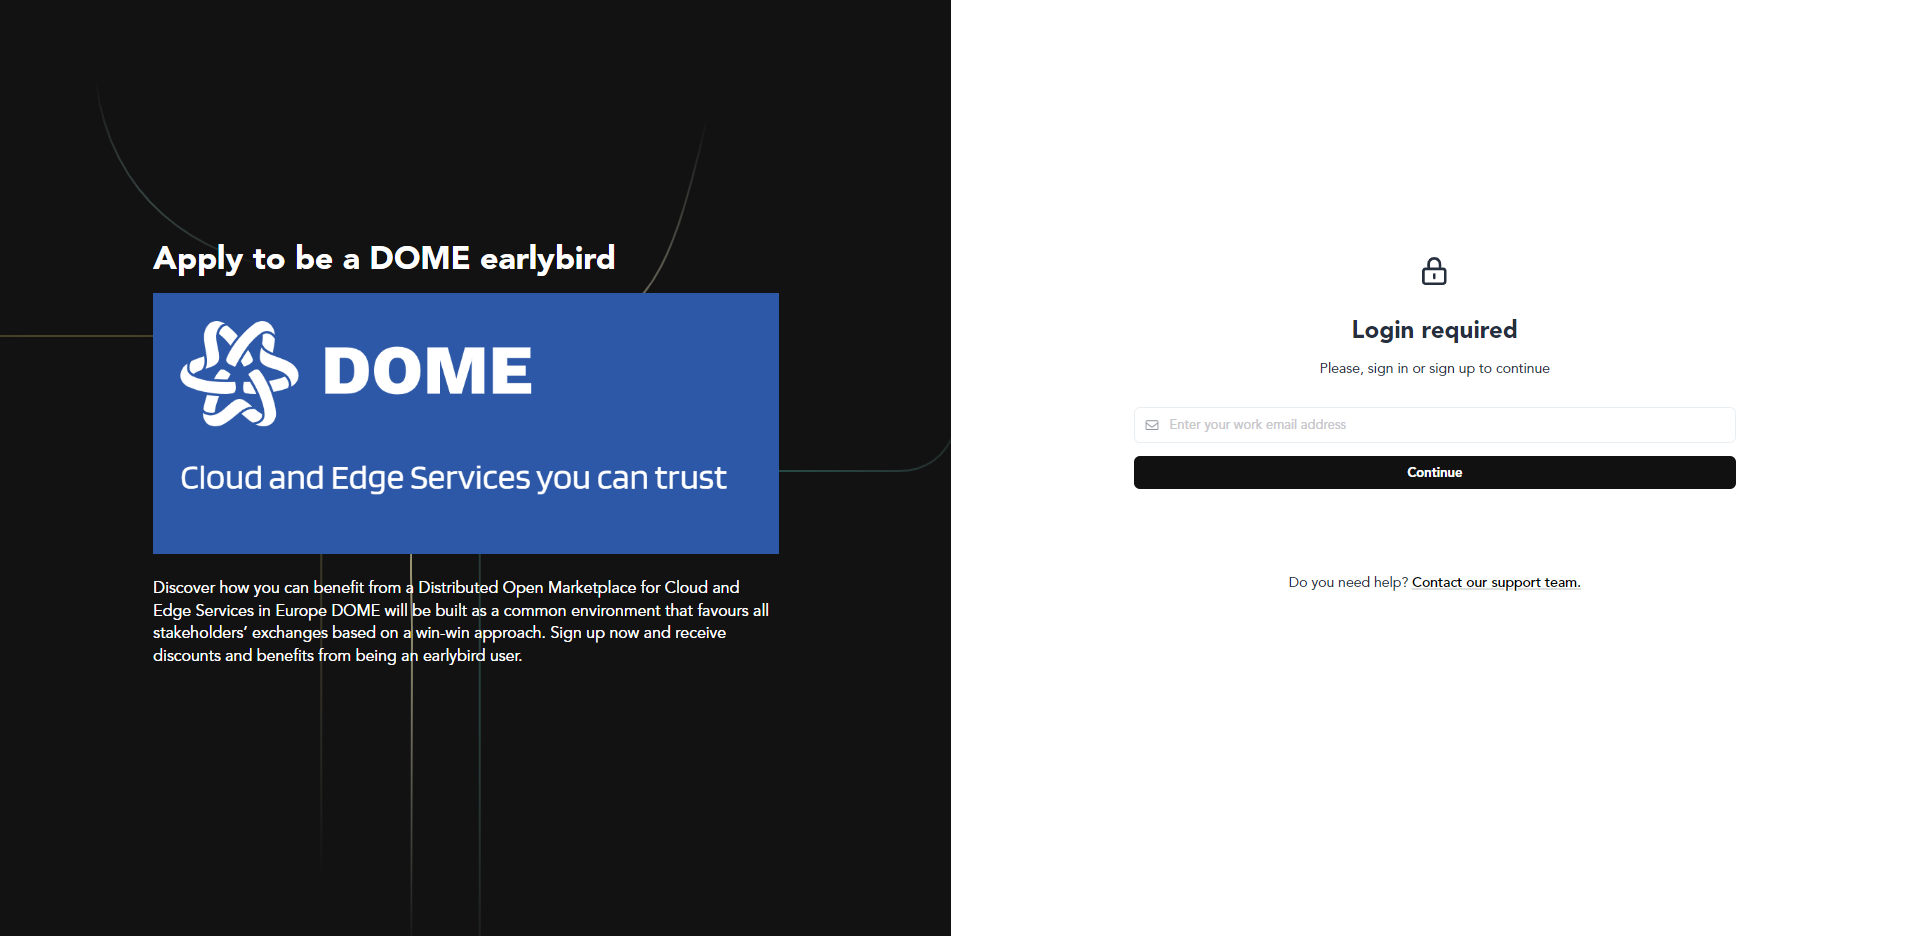 Apply to be a DOME earlybird
DOME
Cloud and Edge Services you can trust
Discover how you can benefit from a Distributed Open Marketplace for Cloud and
Edge Services in Europe DOME will be built as a common environment that favours all
stakeholders’ exchanges based on a win-win approach. Sign up now and receive
discounts and benefits from being an earlybird user.
Login required
Please, sign in or sign up to continue
Enter your work email address
Continue
Do you need help? Contact our support team.